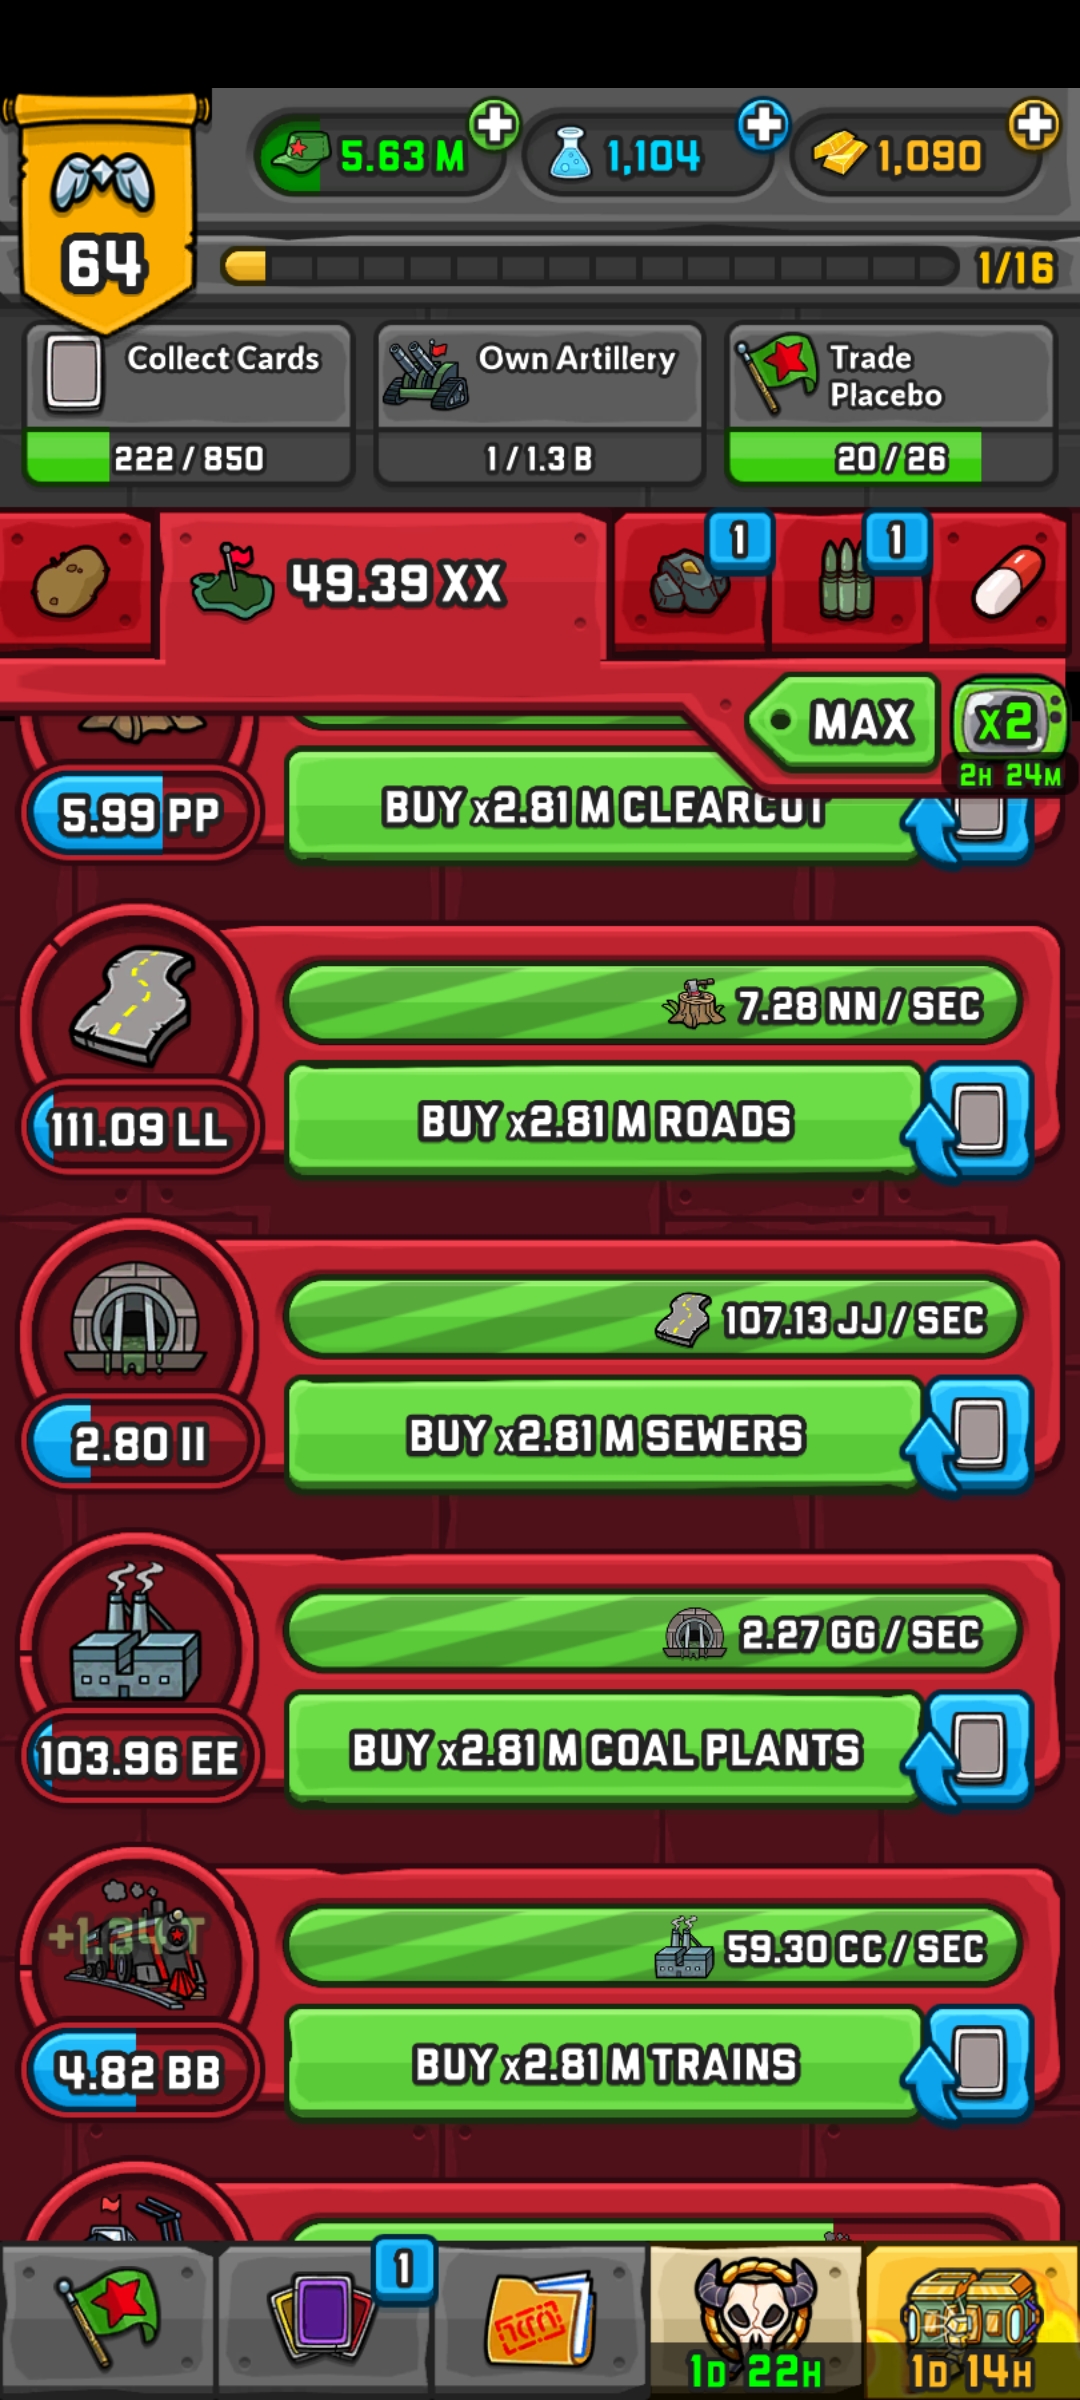 64
5.63 M
1,104
1,090
1/16
Collect Cards
222 / 850
Own Artillery
1 / 1.3 B
Trade
Placebo
20 / 26
49.39 XX
1
1
MAX
x2
2H 24M
5.99 PP
BUY x2.81 M CLEARCUT
7.28 NN / SEC
111.09 LL
BUY x2.81 M ROADS
107.13 JJ / SEC
2.80 II
BUY x2.81 M SEWERS
2.27 GG / SEC
103.96 EE
BUY x2.81 M COAL PLANTS
59.30 CC / SEC
4.82 BB
BUY x2.81 M TRAINS
1
1D 22H
1D 14H